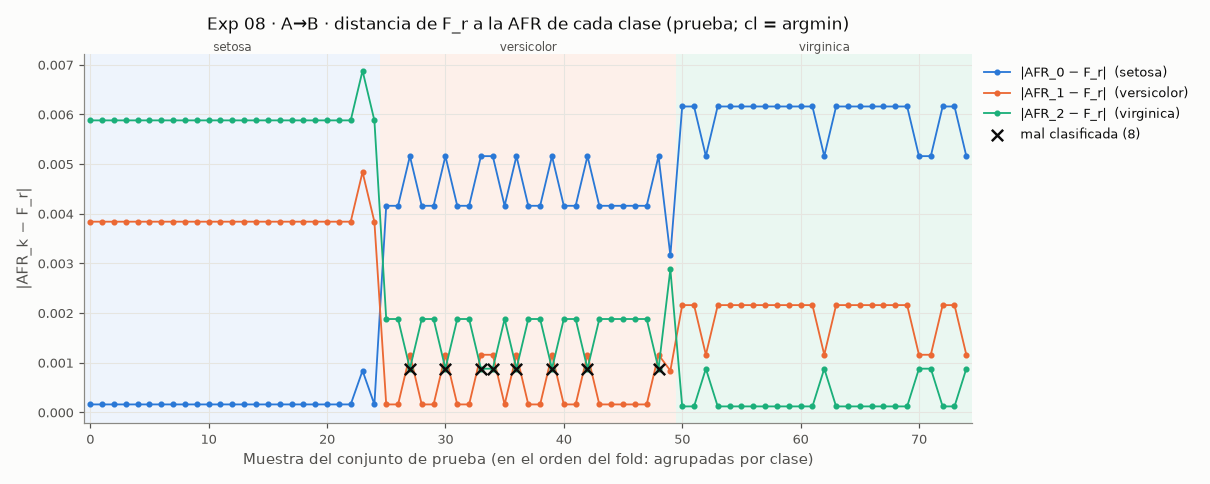 Exp 08 · A→B · distancia de F_r a la AFR de cada clase (prueba; cl = argmin)
setosa
versicolor
virginica
|AFR_k − F_r|
0.007
0.006
0.005
0.004
0.003
0.002
0.001
0.000
0
10
20
30
40
50
60
70
Muestra del conjunto de prueba (en el orden del fold: agrupadas por clase)
|AFR_0 − F_r| (setosa)
|AFR_1 − F_r| (versicolor)
|AFR_2 − F_r| (virginica)
mal clasificada (8)